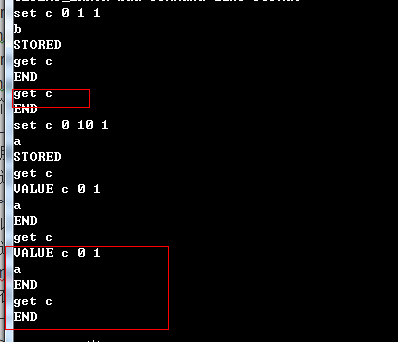 set c 0 1 1
b
STORED
get c
END
get c
END
set c 0 10 1
a
STORED
get c
VALUE c 0 1
a
END
get c
VALUE c 0 1
a
END
get c
END